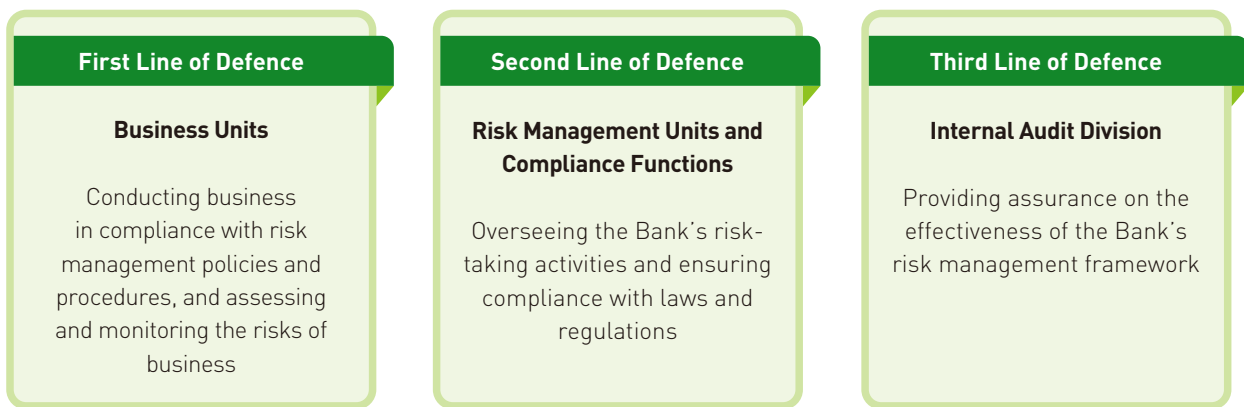 First Line of Defence
Business Units
Conducting business
in compliance with risk
management policies and
procedures, and assessing
and monitoring the risks of
business
Second Line of Defence
Risk Management Units and
Compliance Functions
Overseeing the Bank’s risk-
taking activities and ensuring
compliance with laws and
regulations
Third Line of Defence
Internal Audit Division
Providing assurance on the
effectiveness of the Bank’s
risk management framework